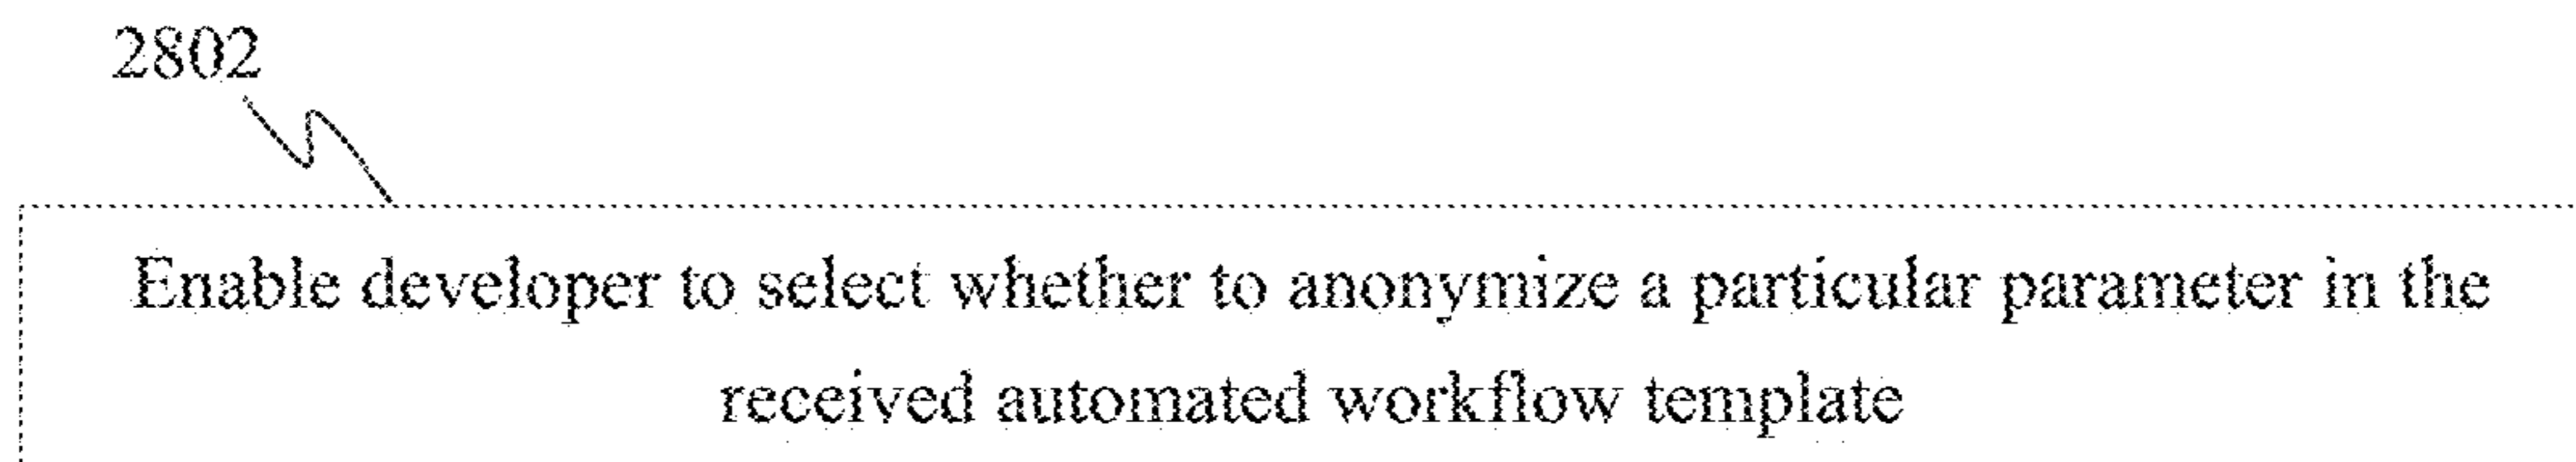 2802
Enable developer to select whether to anonymize a particular parameter in the
received automated workflow template